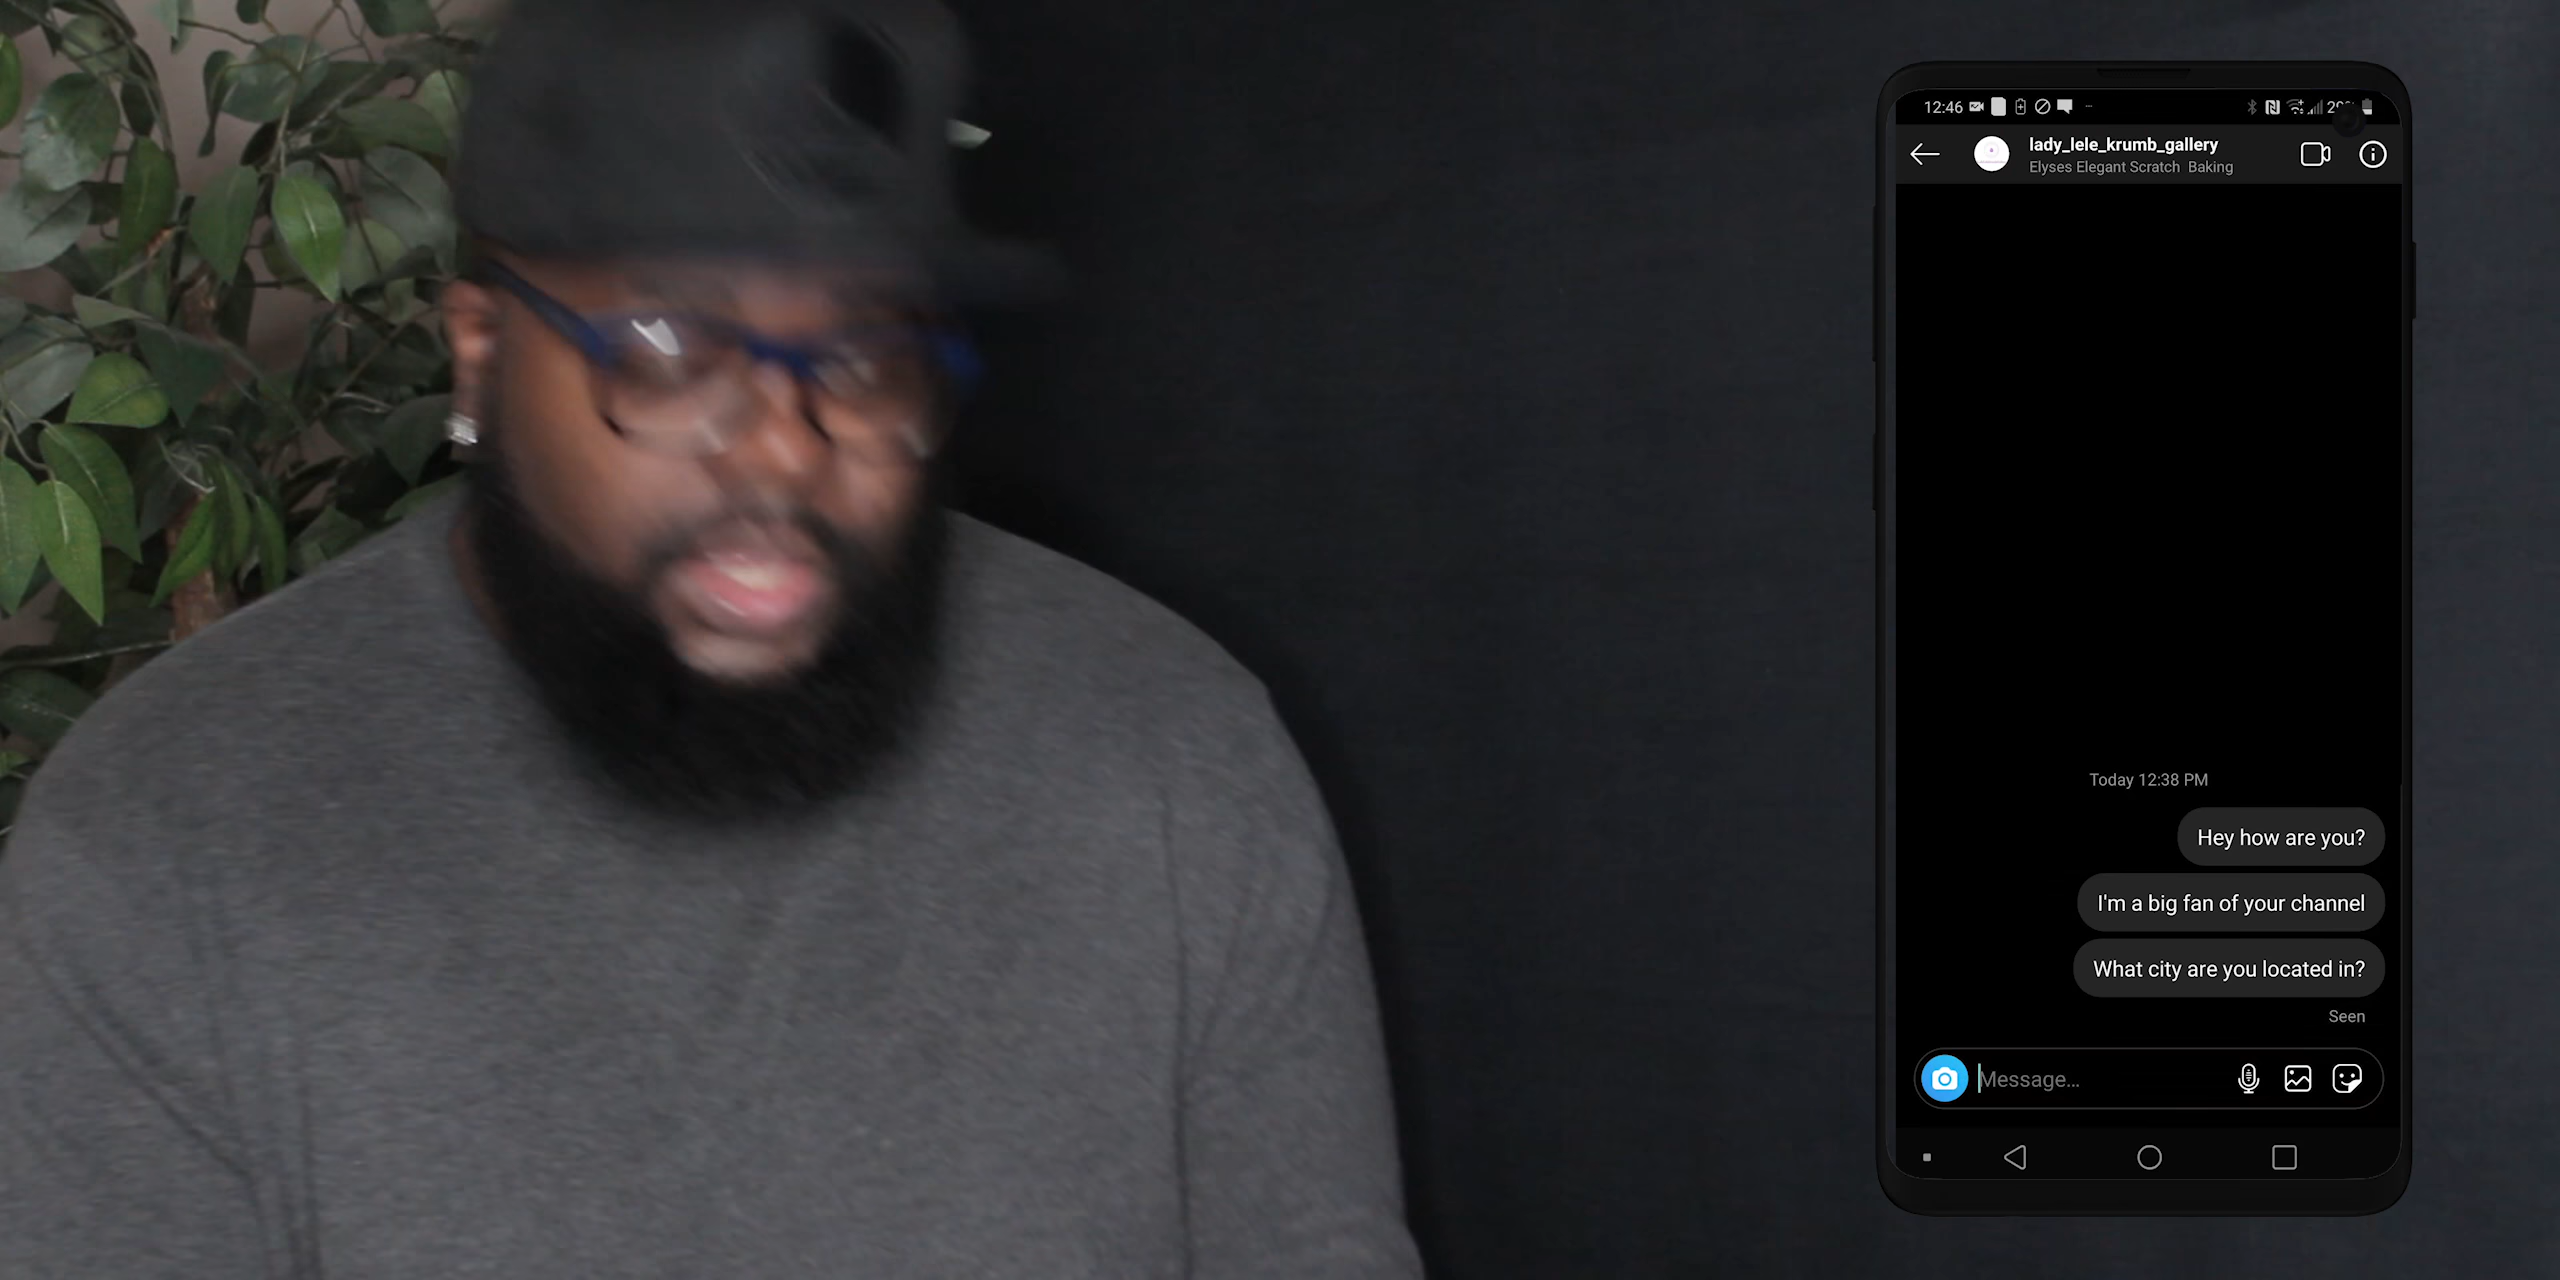 12:46
lady_lele_krumb_gallery
Elyses Elegant Scratch Baking
Today 12:38 PM
Hey how are you?
I'm a big fan of your channel
What city are you located in?
Seen
Message...